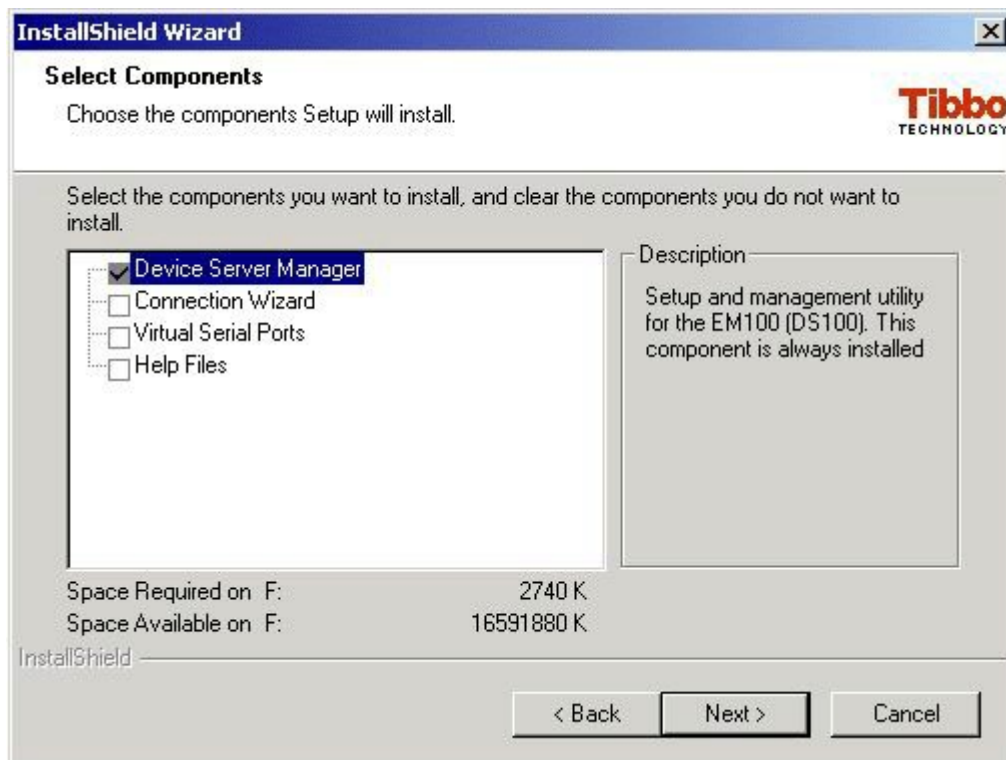 InstallShield Wizard
Select Components
Choose the components Setup will install.
Tibbo
TECHNOLOGY
Select the components you want to install, and clear the components you do not want to
install.
Device Server Manager
Connection Wizard
Virtual Serial Ports
Help Files
Description
Setup and management utility
for the EM100 (DS100). This
component is always installed
Space Required on F: 2740 K
Space Available on F: 16591880 K
InstallShield
< Back Next > Cancel